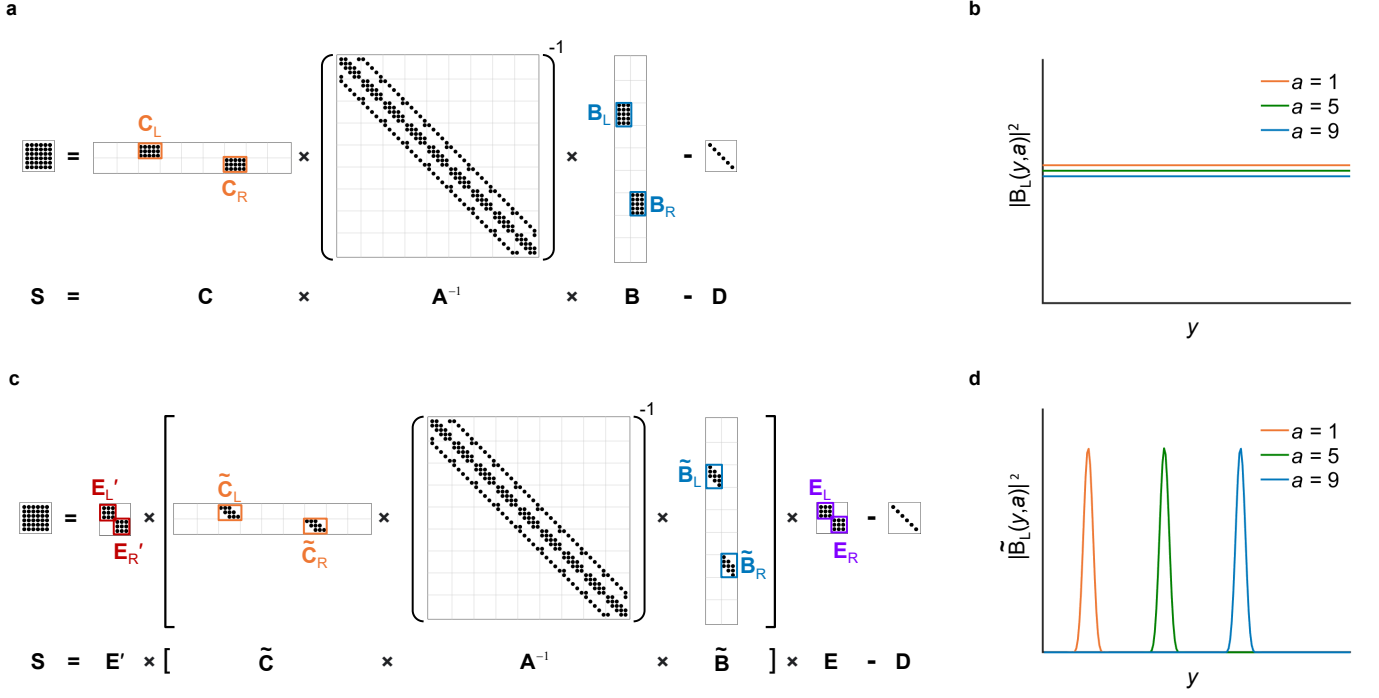 a
-1
C_L
C_R
=
×
×
B_L
B_R
-
S = C × A⁻¹ × B - D
b
|B_L(y,a)|²
a = 1
a = 5
a = 9
y
c
-1
E_L′
E_R′
C̃_L
C̃_R
=
×
×
×
B̃_L
B̃_R
×
E_L
E_R
-
S = E′ × [ C̃ × A⁻¹ × B̃ ] × E - D
d
|B̃_L(y,a)|²
a = 1
a = 5
a = 9
y